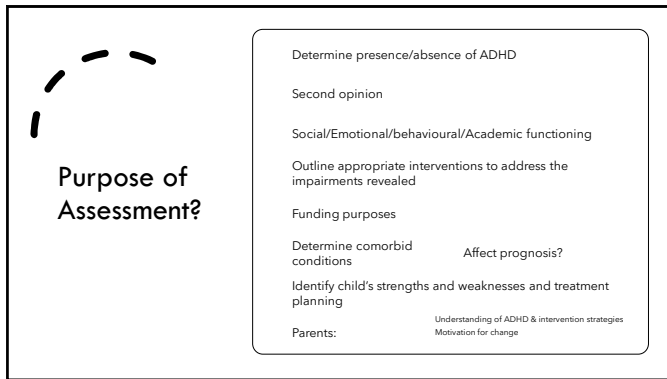 Purpose of
Assessment?
Determine presence/absence of ADHD
Second opinion
Social/Emotional/behavioural/Academic functioning
Outline appropriate interventions to address the
impairments revealed
Funding purposes
Determine comorbid
conditions
Affect prognosis?
Identify child's strengths and weaknesses and treatment
planning
Parents:
Understanding of ADHD & intervention strategies
Motivation for change